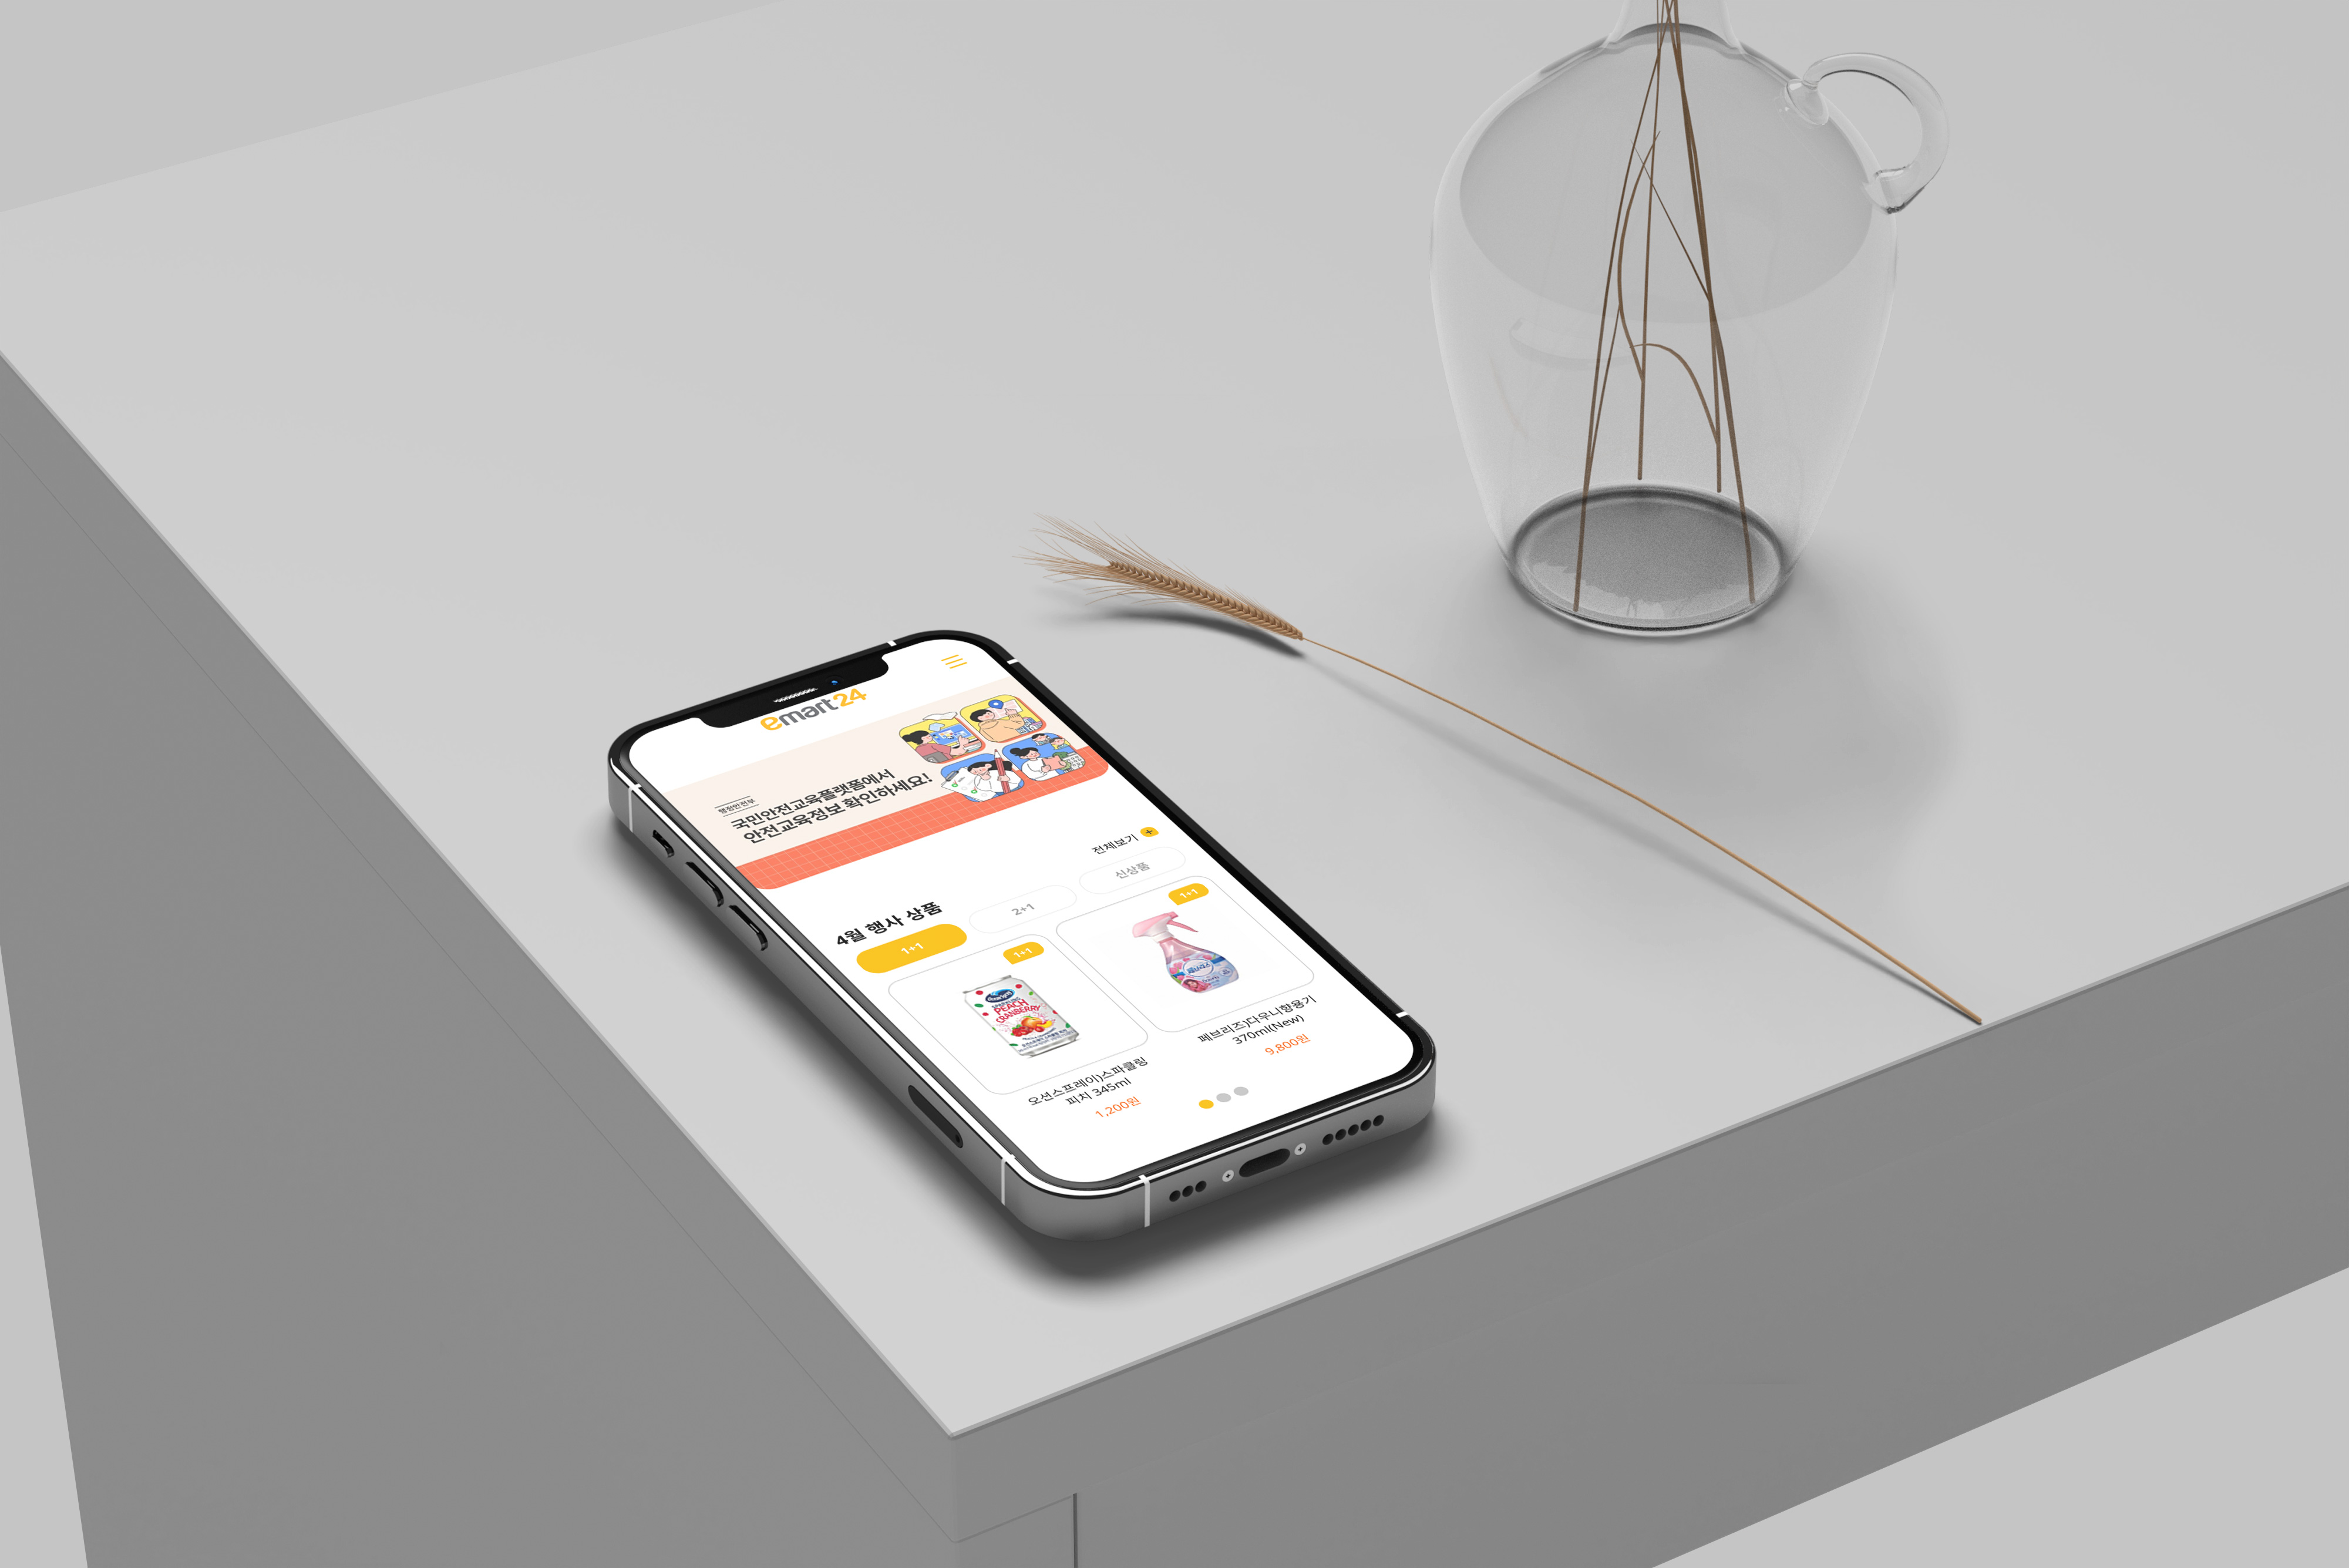 emart24
행정안전부
국민안전교육플랫폼에서
안전교육정보 확인하세요!
4월 행사 상품
전체보기 +
1+1
2+1
신상품
1+1
1+1
PEACH
CRANBERRY
오션스프레이)스파클링
피치 345ml
1,200원
페브리즈)다우니향용기
370ml(New)
9,800원